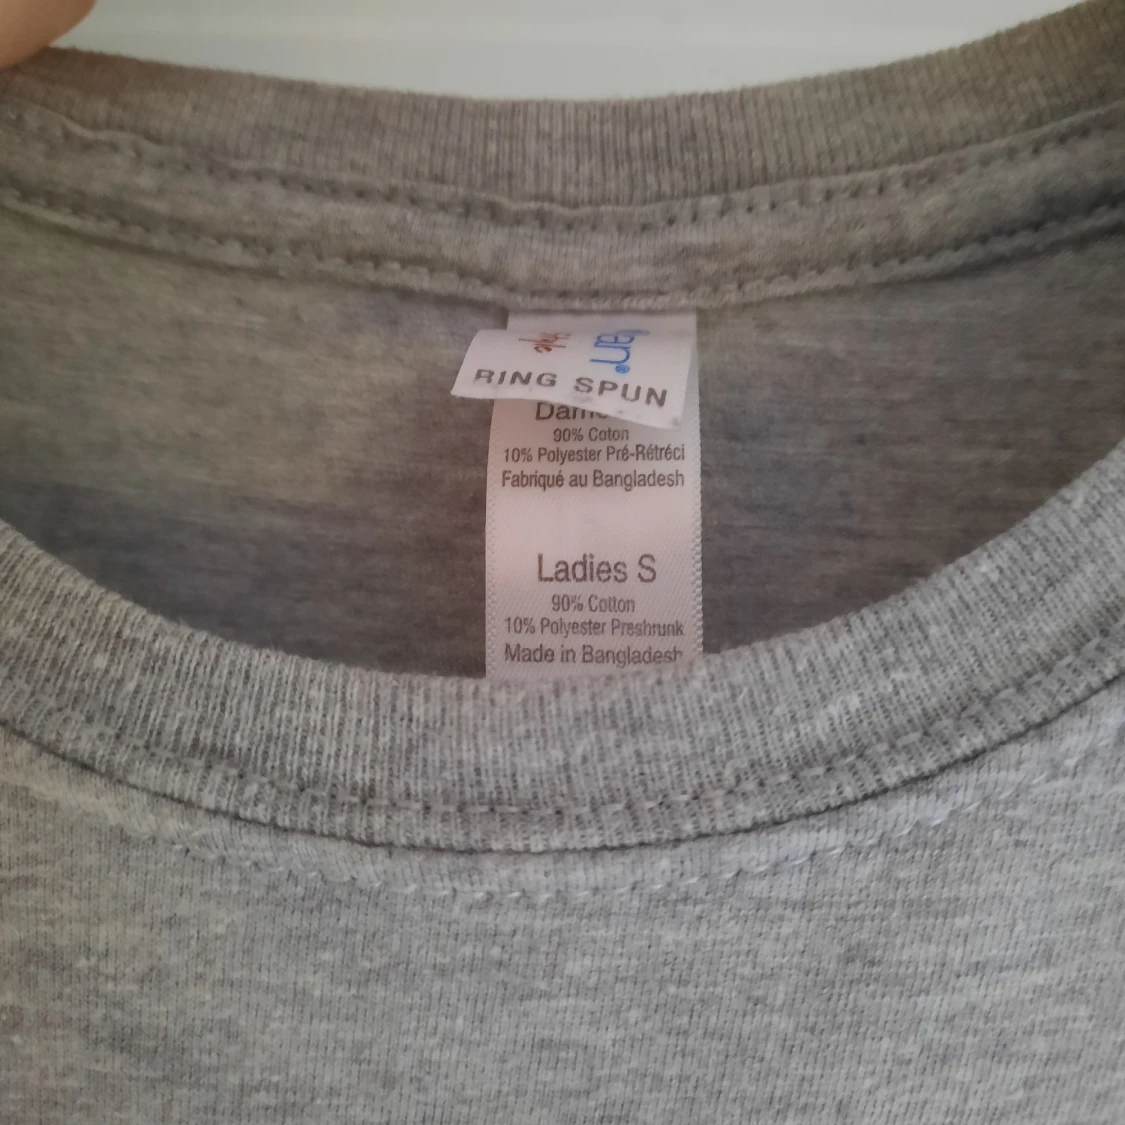 RING SPUN
90% Coton
10% Polyester Pré-Rétréci
Fabriqué au Bangladesh
Ladies S
90% Cotton
10% Polyester Preshrunk
Made in Bangladesh